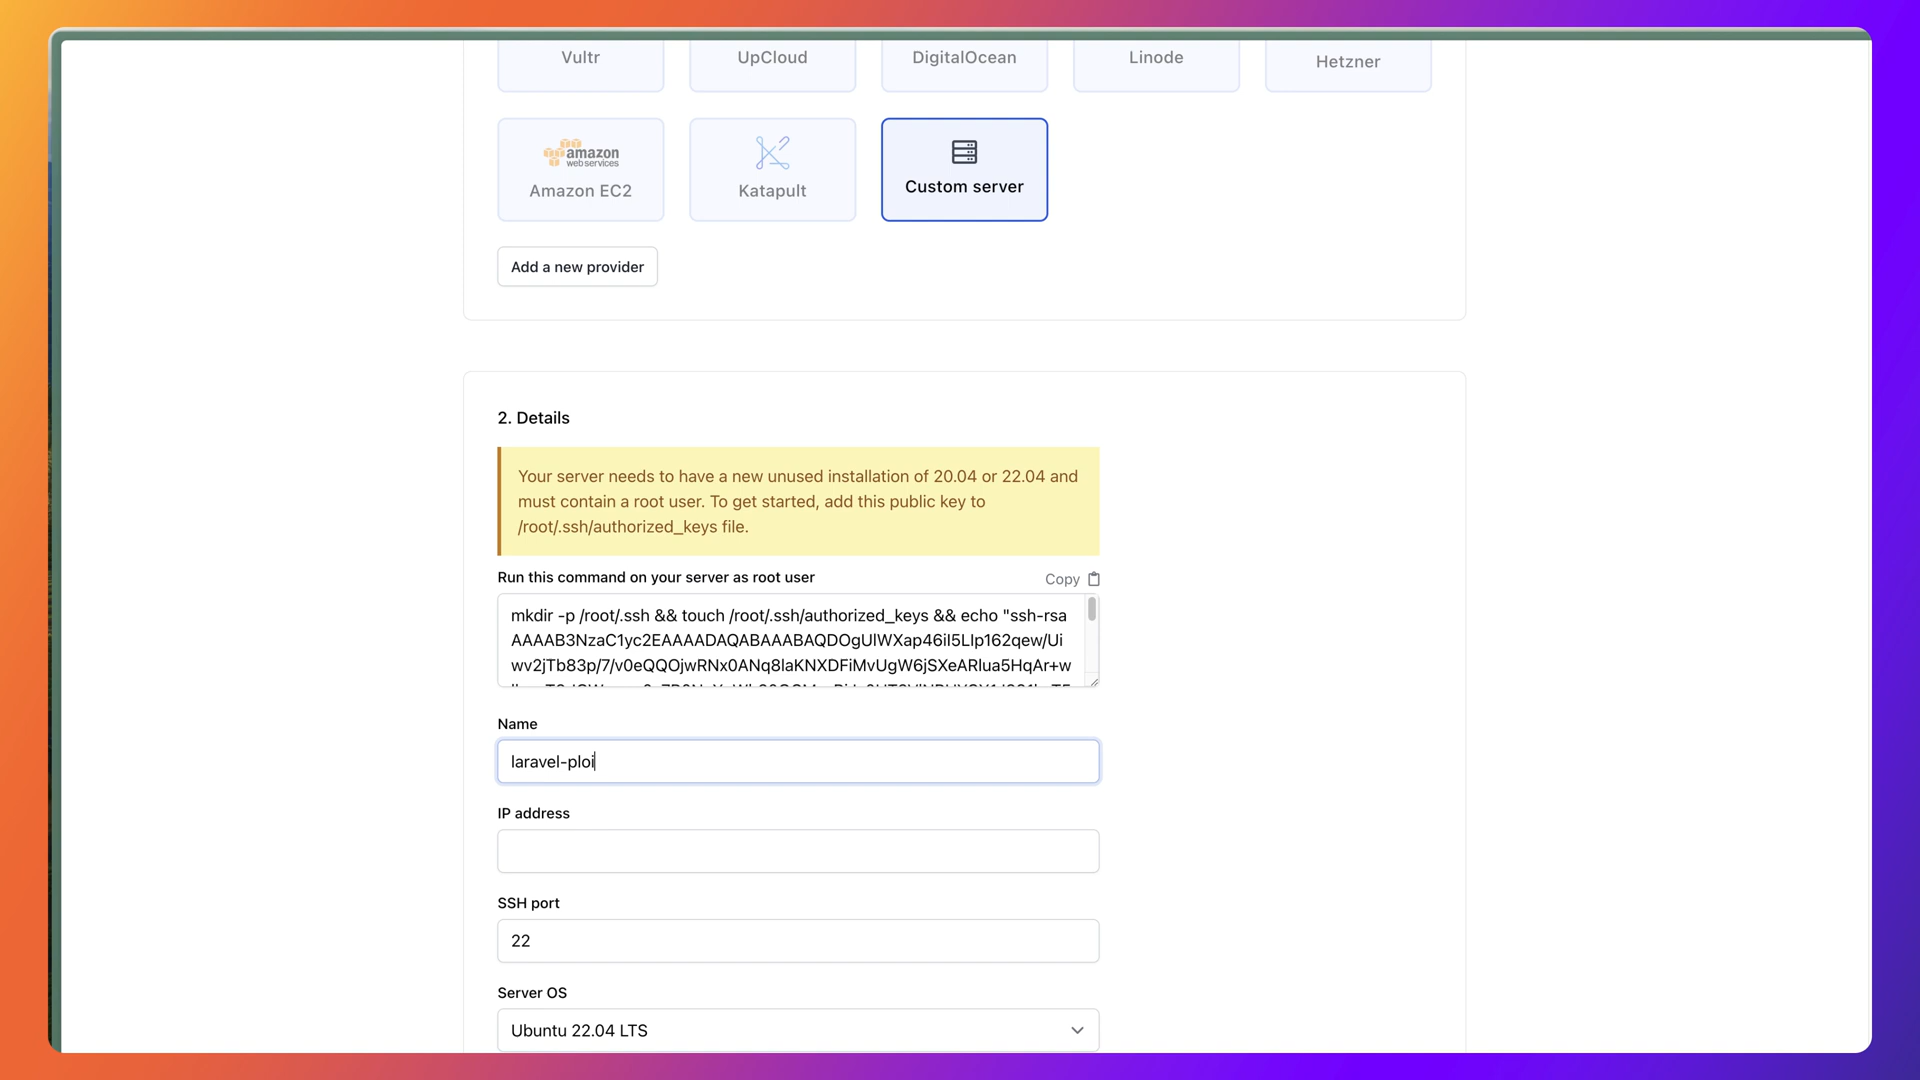 Vultr
UpCloud
DigitalOcean
Linode
Hetzner
amazon
web services
Amazon EC2
Katapult
Custom server
Add a new provider
2. Details
Your server needs to have a new unused installation of 20.04 or 22.04 and
must contain a root user. To get started, add this public key to
/root/.ssh/authorized_keys file.
Run this command on your server as root user
Copy
mkdir -p /root/.ssh && touch /root/.ssh/authorized_keys && echo "ssh-rsa
AAAAB3NzaC1yc2EAAAADAQABAAABAQDOgUlWXap46il5LIp162qew/Ui
wv2jTb83p/7/v0eQQOjwRNx0ANq8laKNXDFiMvUgW6jSXeARlua5HqAr+w
Name
laravel-ploi
IP address
SSH port
22
Server OS
Ubuntu 22.04 LTS